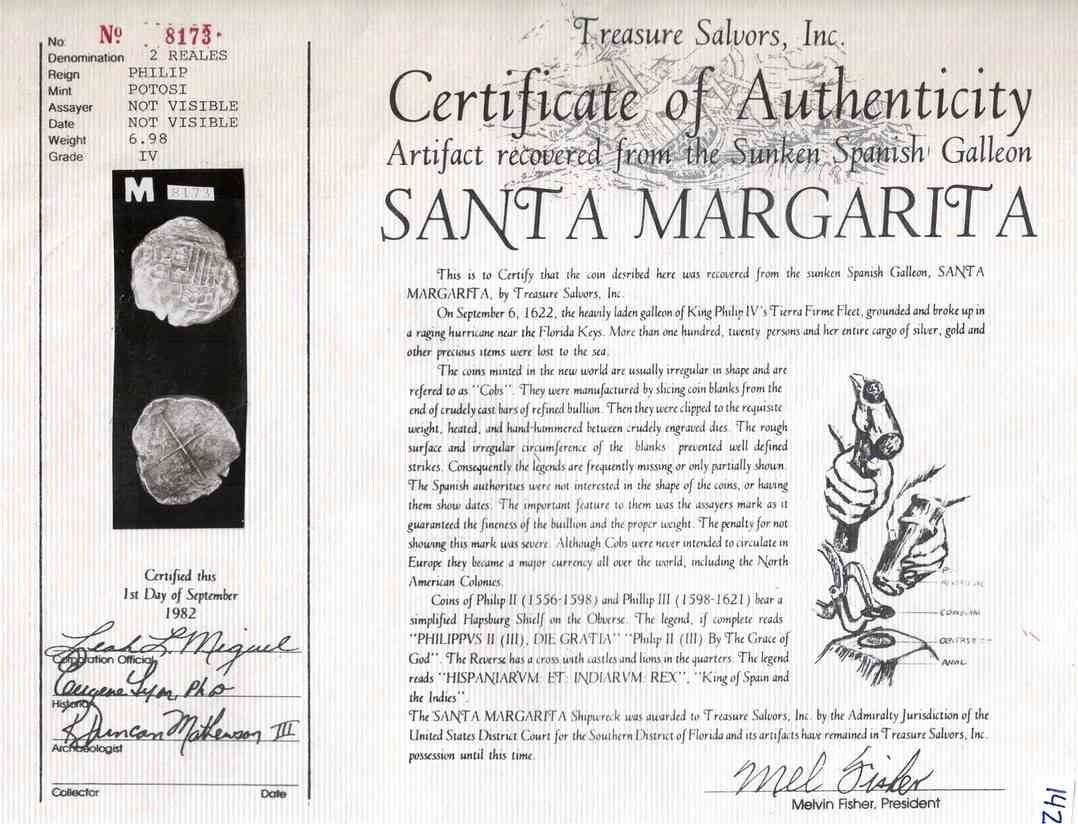 No: Nº 8173
Denomination 2 REALES
Reign PHILIP
Mint POTOSI
Assayer NOT VISIBLE
Date NOT VISIBLE
Weight 6.98
Grade IV
M 8173
Certified this
1st Day of September
1982
Leah L. Miguel
Corporation Official
Eugene Lyon, PhD
Historian
R Duncan Mathewson III
Archaeologist
Collector Date
Treasure Salvors, Inc.
Certificate of Authenticity
Artifact recovered from the Sunken Spanish Galleon
SANTA MARGARITA
This is to Certify that the coin desribed here was recovered from the sunken Spanish Galleon, SANTA
MARGARITA, by Treasure Salvors, Inc.
On September 6, 1622, the heavily laden galleon of King Philip IV's Tierra Firme Fleet, grounded and broke up in
a raging hurricane near the Florida Keys. More than one hundred, twenty persons and her entire cargo of silver, gold and
other precious items were lost to the sea.
The coins minted in the new world are usually irregular in shape and are
refered to as "Cobs". They were manufactured by slicing coin blanks from the
end of crudely cast bars of refined bullion. Then they were clipped to the requisite
weight, heated, and hand-hammered between crudely engraved dies. The rough
surface and irregular circumference of the blanks prevented well defined
strikes. Consequently the legends are frequently missing or only partially shown.
The Spanish authorities were not interested in the shape of the coins, or having
them show dates. The important feature to them was the assayers mark as it
guaranteed the fineness of the buillion and the proper weight. The penalty for not
showing this mark was severe. Although Cobs were never intended to circulate in
Europe they became a major currency all over the world, including the North
American Colonies.
Coins of Philip II (1556-1598) and Phillip III (1598-1621) bear a
simplified Hapsburg Shielf on the Obverse. The legend, if complete reads
"PHILIPPVS II (III), DIE GRATIA" "Philip II (III) By The Grace of
God". The Reverse has a cross with castles and lions in the quarters. The legend
reads "HISPANIARVM: ET: INDIARVM: REX", "King of Spain and
the Indies".
REVERSE DIE
COIN BLANK
OBVERSE DIE
ANVIL
The SANTA MARGARITA Shipwreck was awarded to Treasure Salvors, Inc. by the Admiralty Jurisdiction of the
United States District Court for the Southern District of Florida and its artifacts have remained in Treasure Salvors, Inc.
possession until this time.
Mel Fisher
Melvin Fisher, President
142